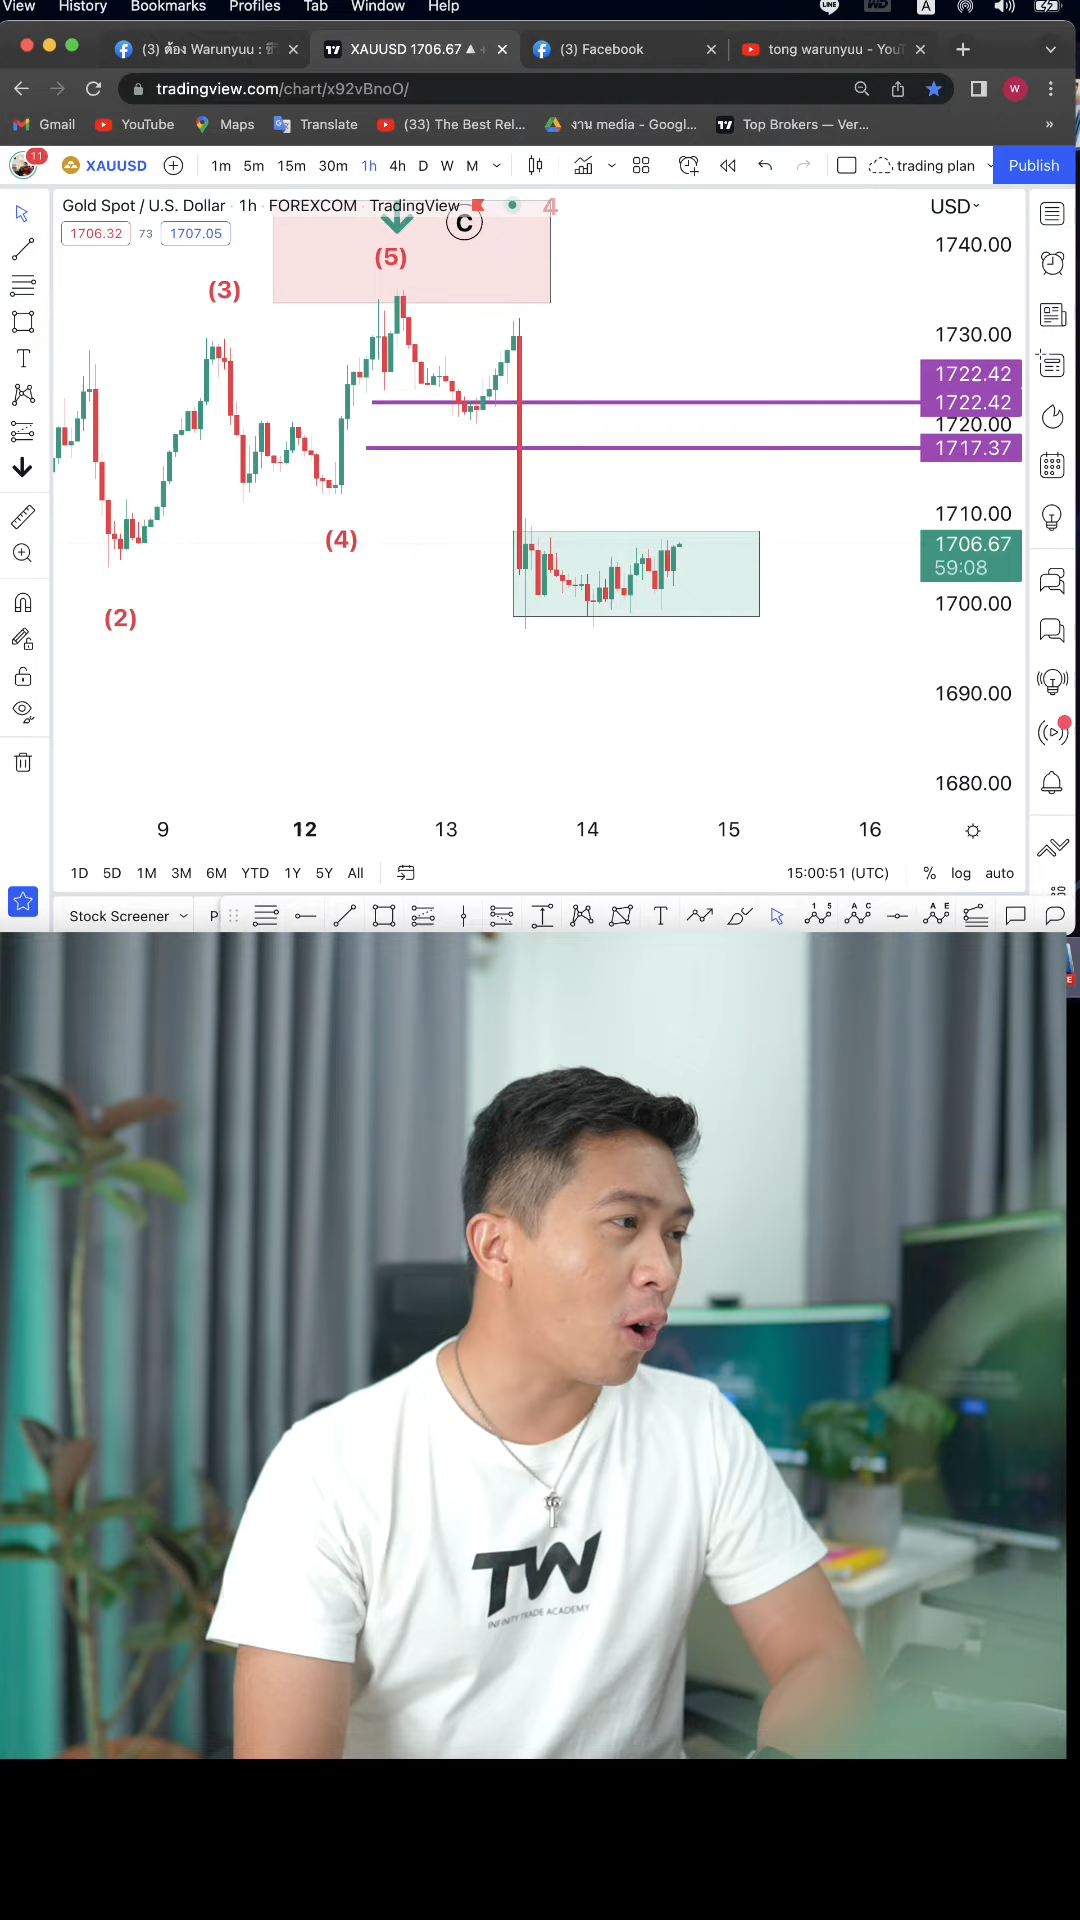 View History Bookmarks Profiles Tab Window Help LINE A
(3) ต้อง Warunyuu : XAUUSD 1706.67 ▲ + (3) Facebook tong warunyuu - YouT
tradingview.com/chart/x92vBnoO/ W
Gmail YouTube Maps Translate (33) The Best Rel... งาน media - Googl... Top Brokers — Ver... »
11 XAUUSD 1m 5m 15m 30m 1h 4h D W M trading plan Publish
Gold Spot / U.S. Dollar · 1h · FOREXCOM · TradingView 4 USD
C
1706.32 73 1707.05
1740.00
(5)
(3)
1730.00
1722.42
1722.42
1720.00
1717.37
1710.00
(4)
1706.67
59:08
1700.00
(2)
1690.00
1680.00
9 12 13 14 15 16
1D 5D 1M 3M 6M YTD 1Y 5Y All 15:00:51 (UTC) % log auto
Stock Screener P
TW
INFINITY TRADE ACADEMY